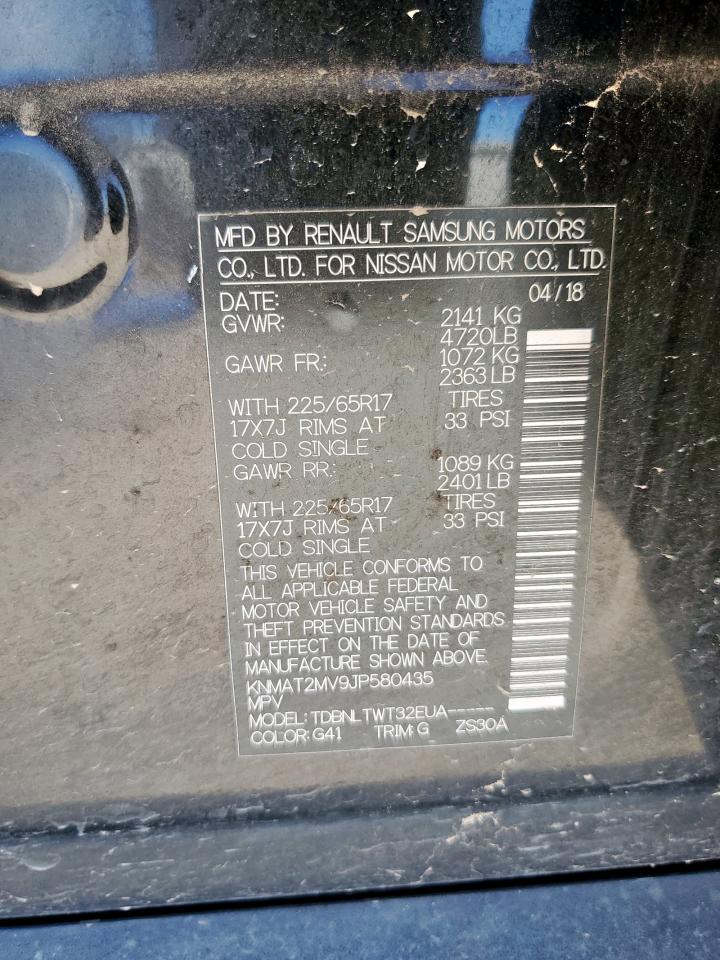 MFD BY RENAULT SAMSUNG MOTORS
CO., LTD. FOR NISSAN MOTOR CO., LTD.
DATE: 04/18
GVWR: 2141 KG
4720LB
GAWR FR.: 1072 KG
2363 LB
WITH 225/65R17 TIRES
17X7J RIMS AT 33 PSI
COLD SINGLE
GAWR RR.: 1089 KG
2401 LB
WITH 225/65R17 TIRES
17X7J RIMS AT 33 PSI
COLD SINGLE
THIS VEHICLE CONFORMS TO
ALL APPLICABLE FEDERAL
MOTOR VEHICLE SAFETY AND
THEFT PREVENTION STANDARDS
IN EFFECT ON THE DATE OF
MANUFACTURE SHOWN ABOVE.
KNMAT2MV9JP580435
MPV
MODEL: TDBNLTWT32EUA-----
COLOR: G41 TRIM: G ZS30A